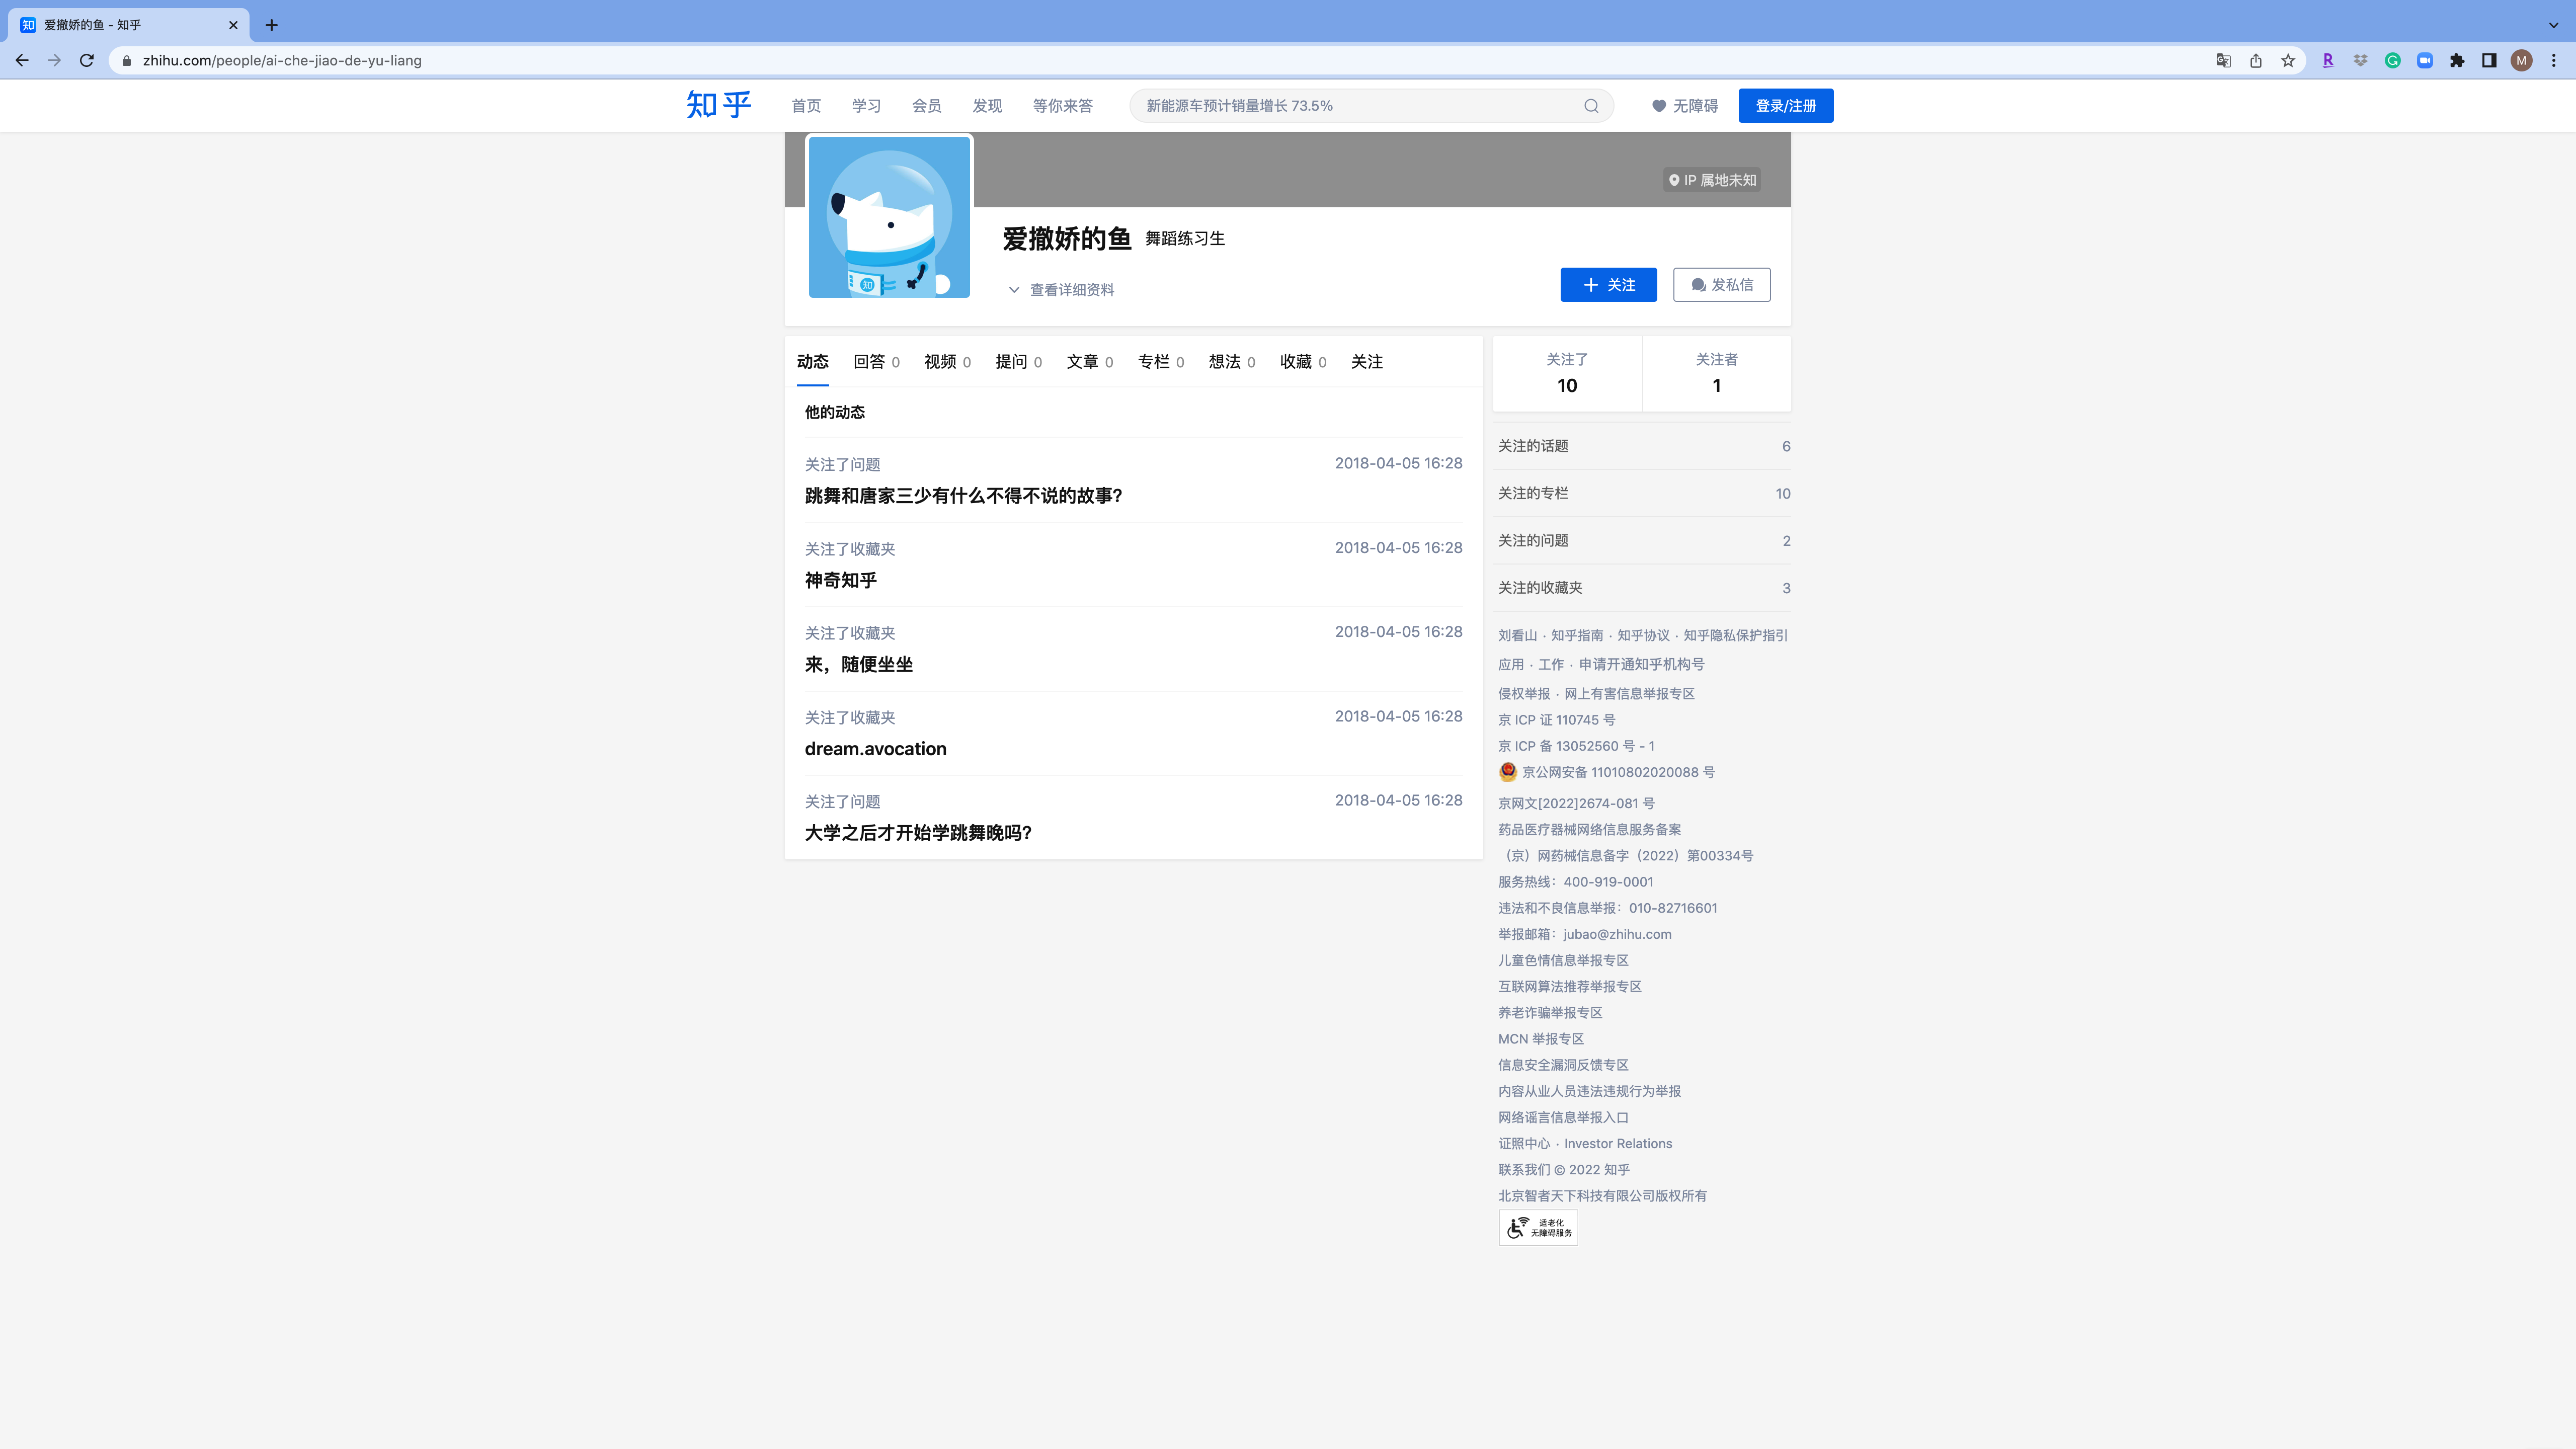 爱撤娇的鱼 - 知乎
zhihu.com/people/ai-che-jiao-de-yu-liang
M
知乎 首页 学习 会员 发现 等你来答 新能源车预计销量增长 73.5% 无障碍 登录/注册
IP 属地未知
知
爱撤娇的鱼 舞蹈练习生
查看详细资料
关注 发私信
动态 回答 0 视频 0 提问 0 文章 0 专栏 0 想法 0 收藏 0 关注
他的动态
关注了问题 2018-04-05 16:28
跳舞和唐家三少有什么不得不说的故事?
关注了收藏夹 2018-04-05 16:28
神奇知乎
关注了收藏夹 2018-04-05 16:28
来，随便坐坐
关注了收藏夹 2018-04-05 16:28
dream.avocation
关注了问题 2018-04-05 16:28
大学之后才开始学跳舞晚吗?
关注了 关注者
10 1
关注的话题 6
关注的专栏 10
关注的问题 2
关注的收藏夹 3
刘看山 · 知乎指南 · 知乎协议 · 知乎隐私保护指引
应用 · 工作 · 申请开通知乎机构号
侵权举报 · 网上有害信息举报专区
京 ICP 证 110745 号
京 ICP 备 13052560 号 - 1
京公网安备 11010802020088 号
京网文[2022]2674-081 号
药品医疗器械网络信息服务备案
（京）网药械信息备字（2022）第00334号
服务热线：400-919-0001
违法和不良信息举报：010-82716601
举报邮箱：jubao@zhihu.com
儿童色情信息举报专区
互联网算法推荐举报专区
养老诈骗举报专区
MCN 举报专区
信息安全漏洞反馈专区
内容从业人员违法违规行为举报
网络谣言信息举报入口
证照中心 · Investor Relations
联系我们 © 2022 知乎
北京智者天下科技有限公司版权所有
适老化
无障碍服务